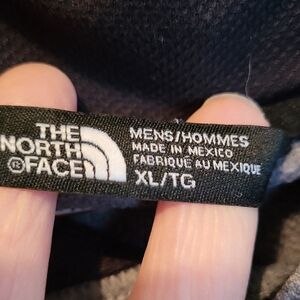 THE
NORTH
®FACE
MENS/HOMMES
MADE IN MEXICO
FABRIQUE AU MEXIQUE
XL/TG